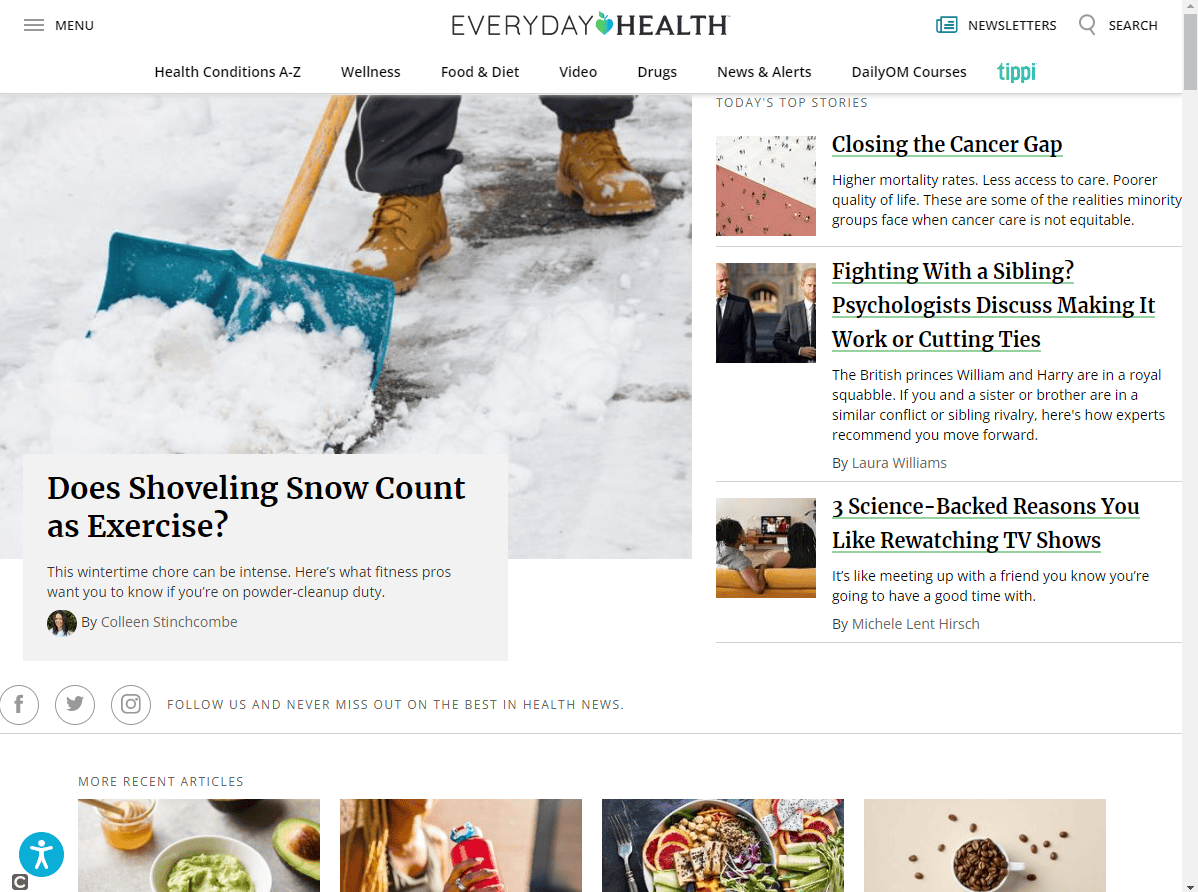 MENU
EVERYDAY HEALTH
NEWSLETTERS
SEARCH
Health Conditions A-Z
Wellness
Food & Diet
Video
Drugs
News & Alerts
DailyOM Courses
tippi
Does Shoveling Snow Count
as Exercise?
This wintertime chore can be intense. Here’s what fitness pros
want you to know if you’re on powder-cleanup duty.
By Colleen Stinchcombe
TODAY'S TOP STORIES
Closing the Cancer Gap
Higher mortality rates. Less access to care. Poorer
quality of life. These are some of the realities minority
groups face when cancer care is not equitable.
Fighting With a Sibling?
Psychologists Discuss Making It
Work or Cutting Ties
The British princes William and Harry are in a royal
squabble. If you and a sister or brother are in a
similar conflict or sibling rivalry, here's how experts
recommend you move forward.
By Laura Williams
3 Science-Backed Reasons You
Like Rewatching TV Shows
It’s like meeting up with a friend you know you’re
going to have a good time with.
By Michele Lent Hirsch
FOLLOW US AND NEVER MISS OUT ON THE BEST IN HEALTH NEWS.
MORE RECENT ARTICLES